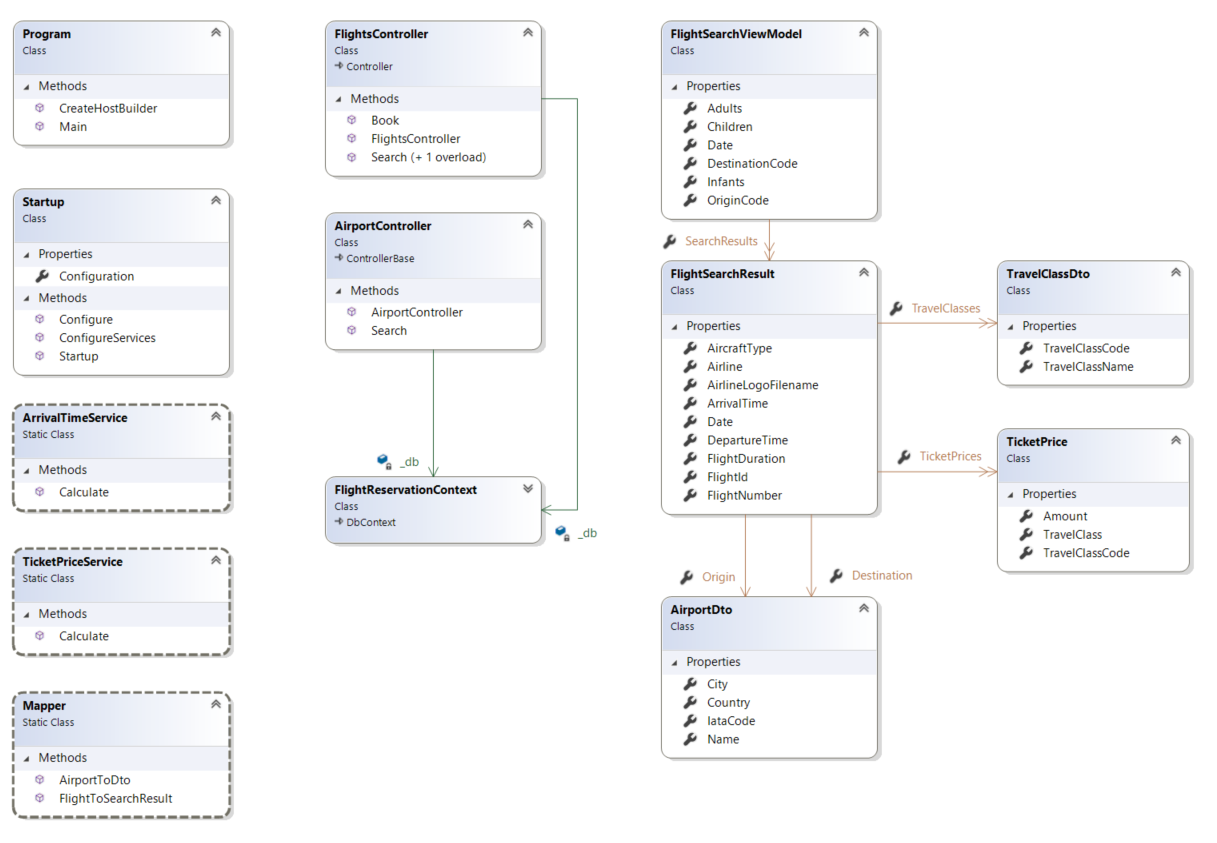 Program
Class
Methods
CreateHostBuilder
Main
Startup
Class
Properties
Configuration
Methods
Configure
ConfigureServices
Startup
ArrivalTimeService
Static Class
Methods
Calculate
TicketPriceService
Static Class
Methods
Calculate
Mapper
Static Class
Methods
AirportToDto
FlightToSearchResult
FlightsController
Class
Controller
Methods
Book
FlightsController
Search (+ 1 overload)
AirportController
Class
ControllerBase
Methods
AirportController
Search
_db
FlightReservationContext
Class
DbContext
_db
FlightSearchViewModel
Class
Properties
Adults
Children
Date
DestinationCode
Infants
OriginCode
SearchResults
FlightSearchResult
Class
Properties
AircraftType
Airline
AirlineLogoFilename
ArrivalTime
Date
DepartureTime
FlightDuration
FlightId
FlightNumber
TravelClasses
TravelClassDto
Class
Properties
TravelClassCode
TravelClassName
TicketPrices
TicketPrice
Class
Properties
Amount
TravelClass
TravelClassCode
Origin
Destination
AirportDto
Class
Properties
City
Country
IataCode
Name